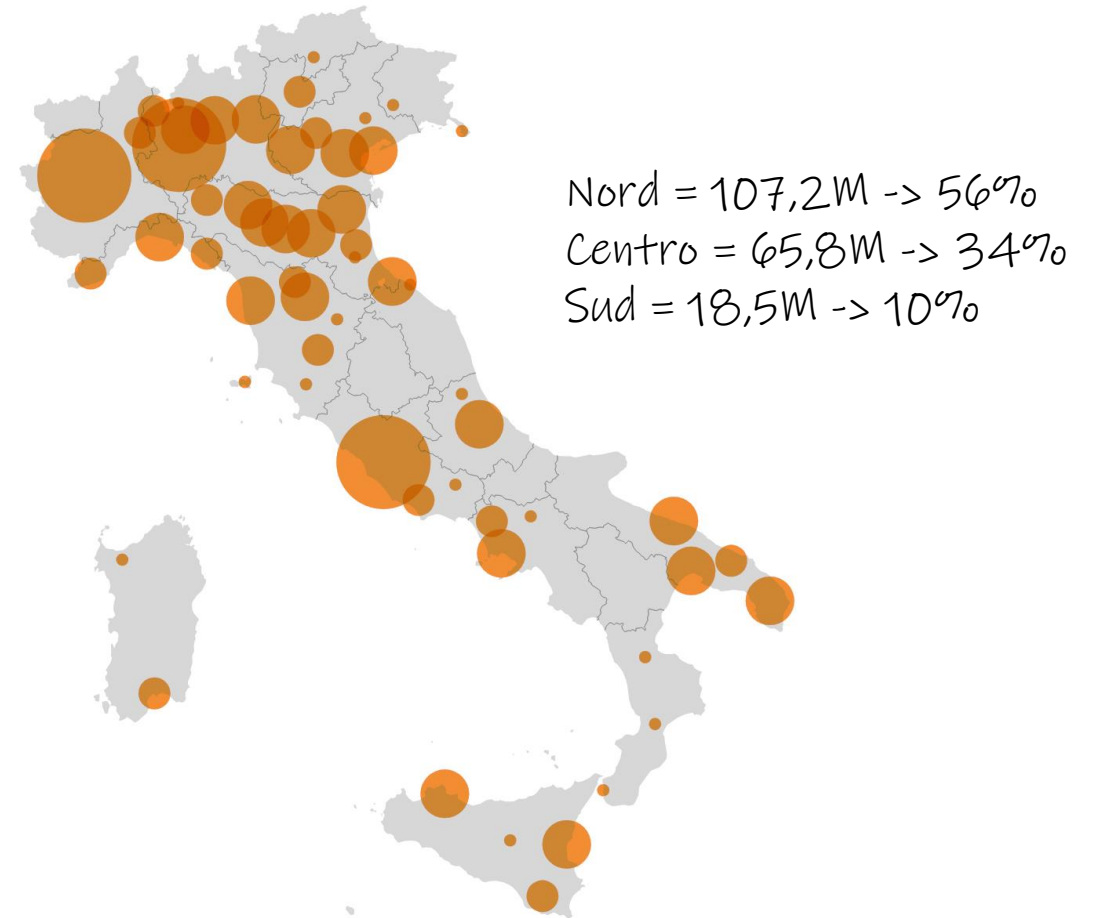 Nord = 107,2M -> 56%
Centro = 65,8M -> 34%
Sud = 18,5M -> 10%